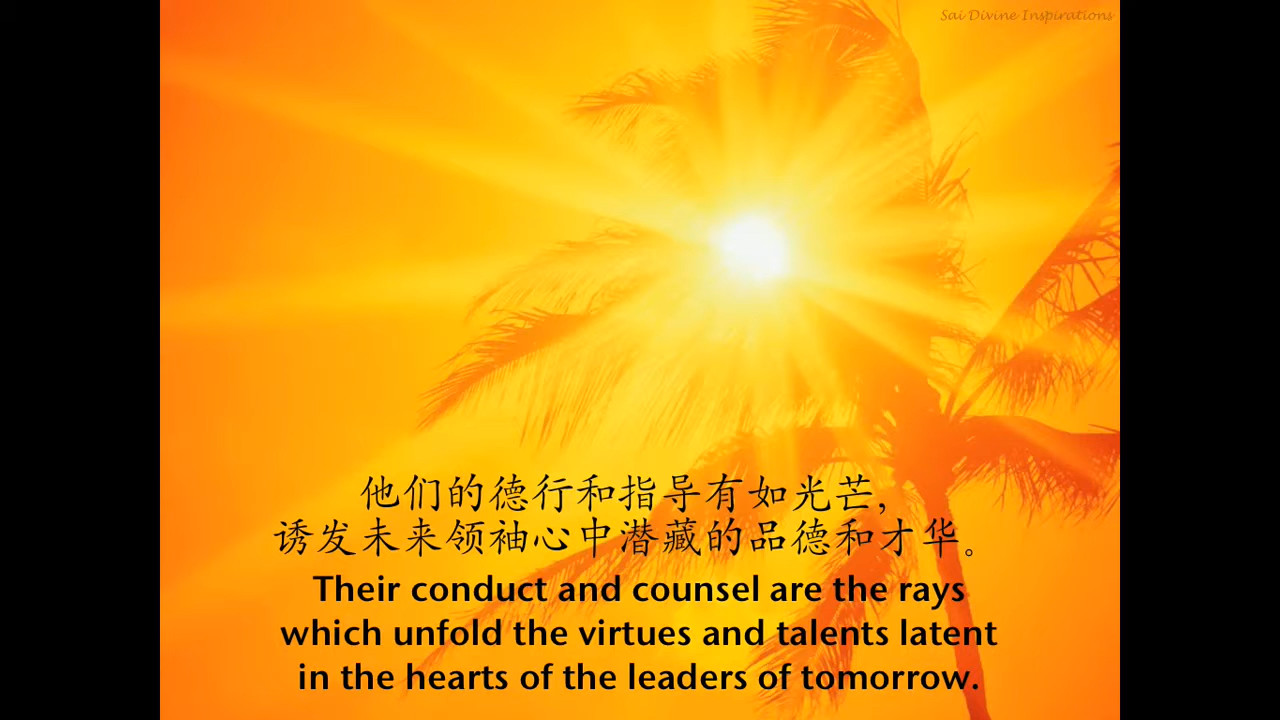 Sai Divine Inspirations
他们的德行和指导有如光芒，
诱发未来领袖心中潜藏的品德和才华。
Their conduct and counsel are the rays
which unfold the virtues and talents latent
in the hearts of the leaders of tomorrow.